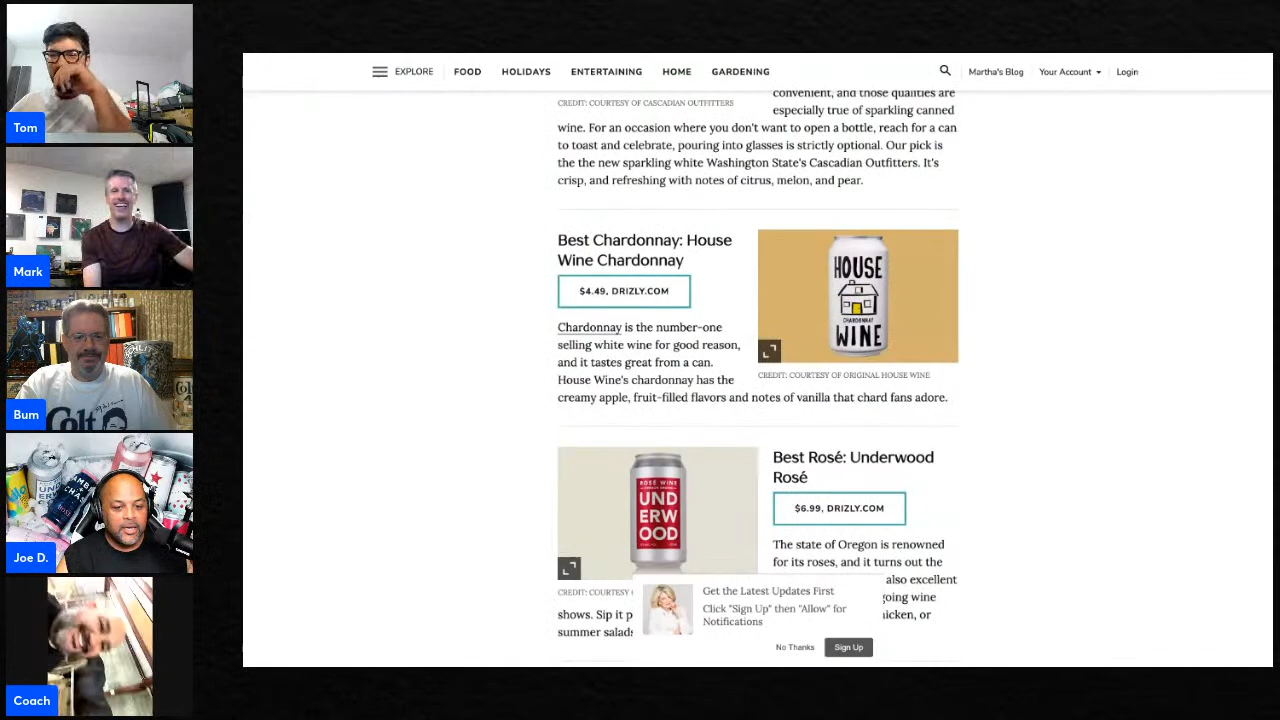 Tom
Mark
Bum
Joe D.
Coach
Colt
EXPLORE
FOOD
HOLIDAYS
ENTERTAINING
HOME
GARDENING
Martha's Blog
Your Account
Login
CREDIT: COURTESY OF CASCADIAN OUTFITTERS
convenient, and those qualities are
especially true of sparkling canned
wine. For an occasion where you don't want to open a bottle, reach for a can
to toast and celebrate, pouring into glasses is strictly optional. Our pick is
the the new sparkling white Washington State's Cascadian Outfitters. It's
crisp, and refreshing with notes of citrus, melon, and pear.
Best Chardonnay: House
Wine Chardonnay
$4.49, DRIZLY.COM
Chardonnay is the number-one
selling white wine for good reason,
and it tastes great from a can.
House Wine's chardonnay has the
creamy apple, fruit-filled flavors and notes of vanilla that chard fans adore.
HOUSE
CHARDONNAY
WINE
CREDIT: COURTESY OF ORIGINAL HOUSE WINE
ROSÉ WINE
UND
ERW
OOD
CREDIT: COURTESY
Best Rosé: Underwood
Rosé
$6.99, DRIZLY.COM
The state of Oregon is renowned
for its roses, and it turns out the
also excellent
going wine
shows. Sip it
summer salads
Get the Latest Updates First
Click "Sign Up" then "Allow" for
Notifications
No Thanks
Sign Up